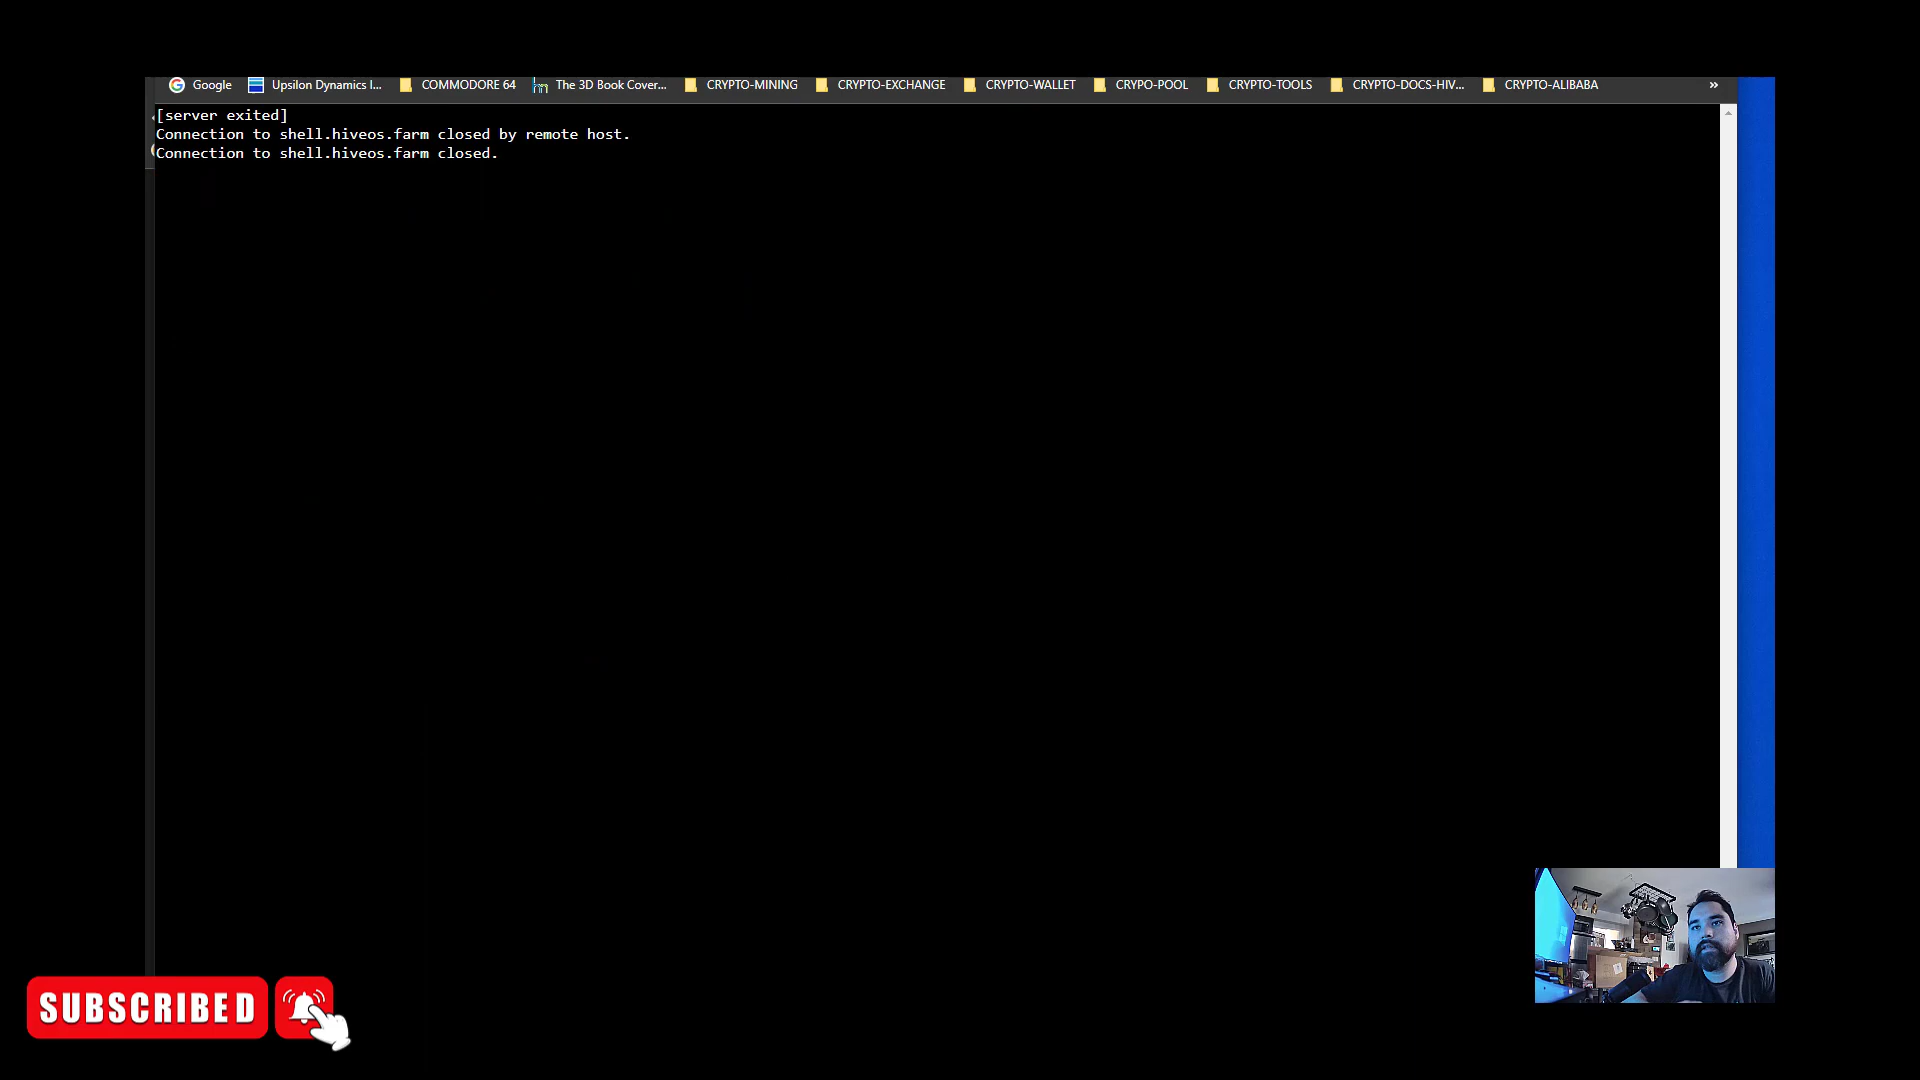 Google Upsilon Dynamics I... COMMODORE 64 The 3D Book Cover... CRYPTO-MINING CRYPTO-EXCHANGE CRYPTO-WALLET CRYPO-POOL CRYPTO-TOOLS CRYPTO-DOCS-HIV... CRYPTO-ALIBABA »
[server exited]
Connection to shell.hiveos.farm closed by remote host.
Connection to shell.hiveos.farm closed.
SUBSCRIBED